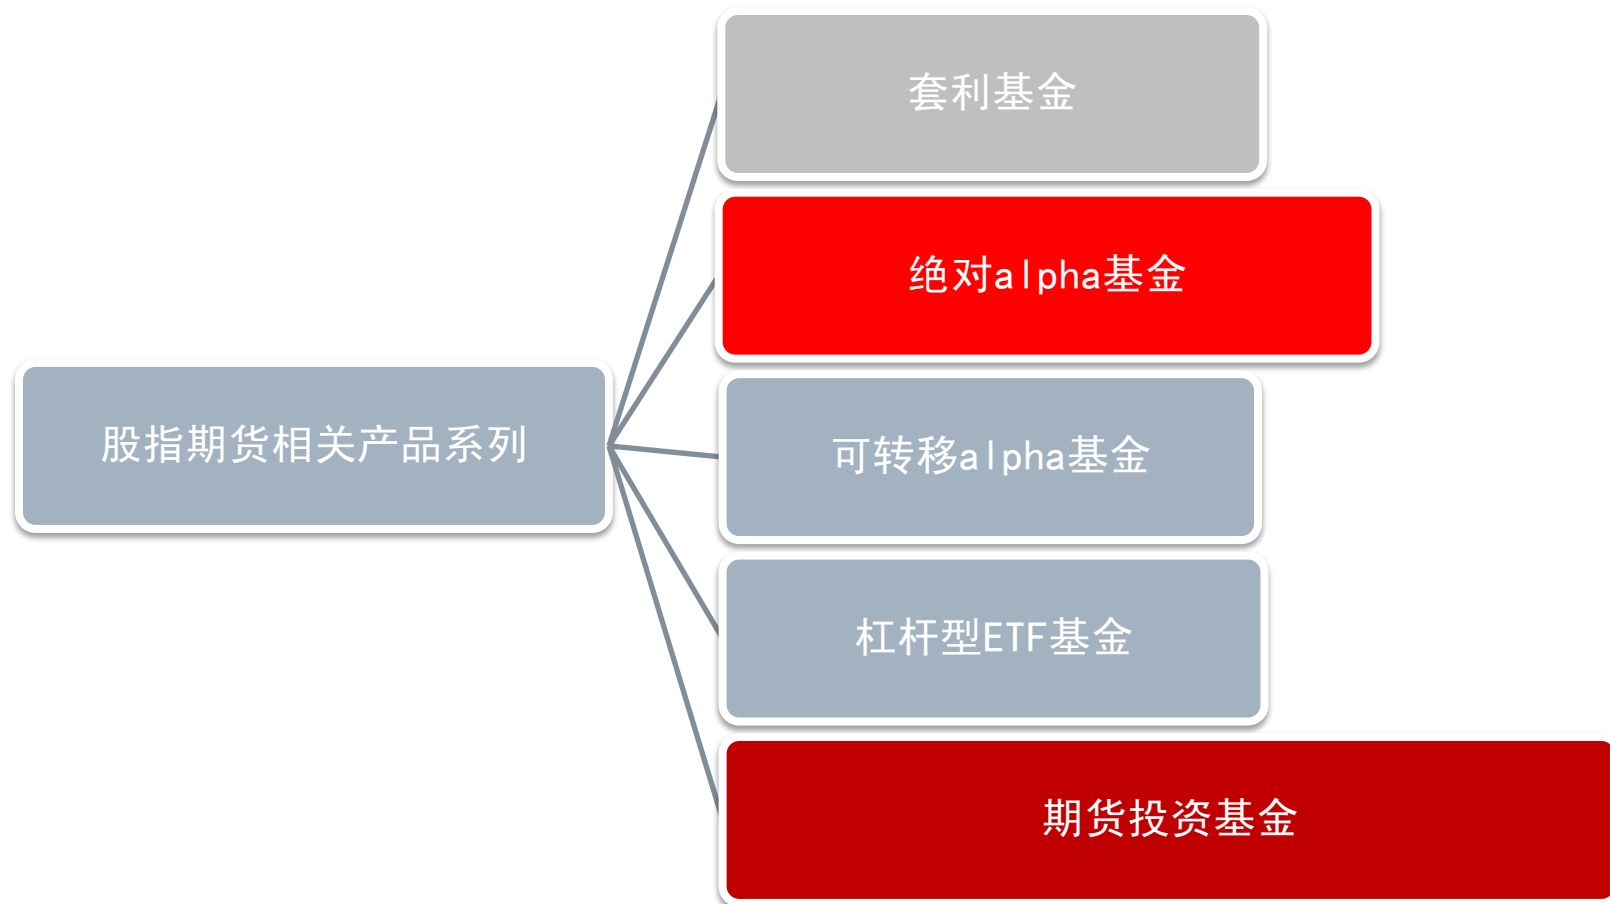 套利基金
绝对alpha基金
股指期货相关产品系列
可转移alpha基金
杠杆型ETF基金
期货投资基金